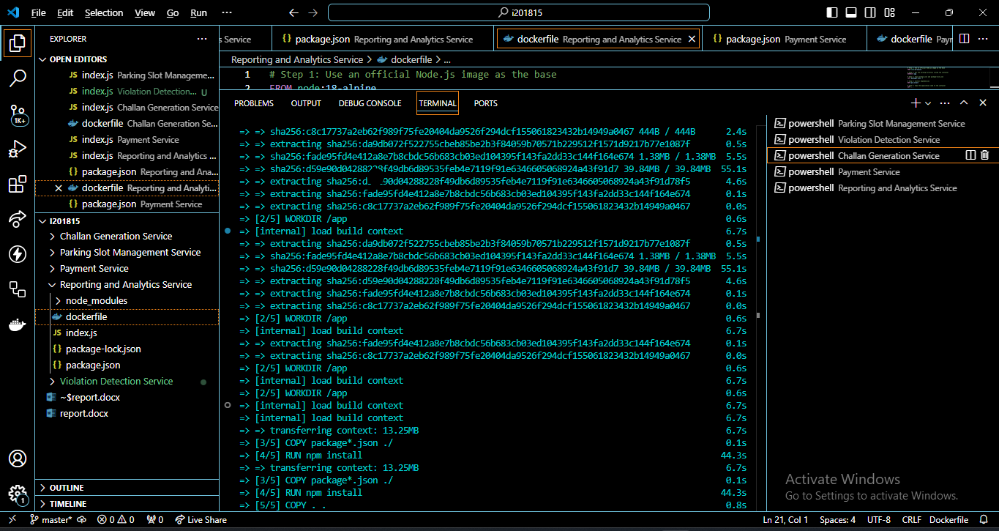 File Edit Selection View Go Run ··· i201815
EXPLORER ···
OPEN EDITORS
JS index.js Parking Slot Manageme...
JS index.js Violation Detection... U
JS index.js Challan Generation Service
dockerfile Challan Generation Se...
JS index.js Payment Service
JS index.js Reporting and Analytics ...
{} package.json Reporting and Ana...
dockerfile Reporting and Analyti...
{} package.json Payment Service
I201815
Challan Generation Service
Parking Slot Management Service
Payment Service
Reporting and Analytics Service
node_modules
dockerfile
JS index.js
{} package-lock.json
{} package.json
Violation Detection Service
~$report.docx
report.docx
OUTLINE
TIMELINE
1K+
1
s Service {} package.json Reporting and Analytics Service dockerfile Reporting and Analytics Service {} package.json Payment Service dockerfile Payr
Reporting and Analytics Service > dockerfile > ...
1 # Step 1: Use an official Node.js image as the base
2 FROM node:18-alpine
PROBLEMS OUTPUT DEBUG CONSOLE TERMINAL PORTS
=> => sha256:c8c17737a2eb62f989f75fe20404da9526f294dcf155061823432b14949a0467 444B / 444B 2.4s
=> => extracting sha256:da9db072f522755cbeb85be2b3f84059b70571b229512f1571d9217b77e1087f 0.5s
=> => sha256:fade95fd4e412a8e7b8cbdc56b683cb03ed104395f143fa2dd33c144f164e674 1.38MB / 1.38MB 5.5s
=> => sha256:d59e90d04288228f49db6d89535feb4e7119f91e6346605068924a43f91d7 39.84MB / 39.84MB 55.1s
=> => extracting sha256:d 90d04288228f49db6d89535feb4e7119f91e6346605068924a43f91d78f5 4.6s
=> => extracting sha256:fade95fd4e412a8e7b8cbdc56b683cb03ed104395f143fa2dd33c144f164e674 0.1s
=> => extracting sha256:c8c17737a2eb62f989f75fe20404da9526f294dcf155061823432b14949a0467 0.0s
=> [2/5] WORKDIR /app 0.6s
=> [internal] load build context 6.7s
=> => extracting sha256:da9db072f522755cbeb85be2b3f84059b70571b229512f1571d9217b77e1087f 0.5s
=> => sha256:fade95fd4e412a8e7b8cbdc56b683cb03ed104395f143fa2dd33c144f164e674 1.38MB / 1.38MB 5.5s
=> => sha256:d59e90d04288228f49db6d89535feb4e7119f91e6346605068924a43f91d7 39.84MB / 39.84MB 55.1s
=> => extracting sha256:d59e90d04288228f49db6d89535feb4e7119f91e6346605068924a43f91d78f5 4.6s
=> => extracting sha256:fade95fd4e412a8e7b8cbdc56b683cb03ed104395f143fa2dd33c144f164e674 0.1s
=> => extracting sha256:c8c17737a2eb62f989f75fe20404da9526f294dcf155061823432b14949a0467 0.0s
=> [2/5] WORKDIR /app 0.6s
=> [internal] load build context 6.7s
=> => extracting sha256:fade95fd4e412a8e7b8cbdc56b683cb03ed104395f143fa2dd33c144f164e674 0.1s
=> => extracting sha256:c8c17737a2eb62f989f75fe20404da9526f294dcf155061823432b14949a0467 0.0s
=> [2/5] WORKDIR /app 0.6s
=> [internal] load build context 6.7s
=> [2/5] WORKDIR /app 0.6s
=> [internal] load build context 6.7s
=> [internal] load build context 6.7s
=> => transferring context: 13.25MB 6.7s
=> [3/5] COPY package*.json ./ 0.1s
=> [4/5] RUN npm install 44.3s
=> => transferring context: 13.25MB 6.7s
=> [3/5] COPY package*.json ./ 0.1s
=> [4/5] RUN npm install 44.3s
=> [5/5] COPY . . 0.8s
powershell Parking Slot Management Service
powershell Violation Detection Service
powershell Challan Generation Service
powershell Payment Service
powershell Reporting and Analytics Service
Activate Windows
Go to Settings to activate Windows.
master* 0 0 0 Live Share Ln 21, Col 1 Spaces: 4 UTF-8 CRLF Dockerfile